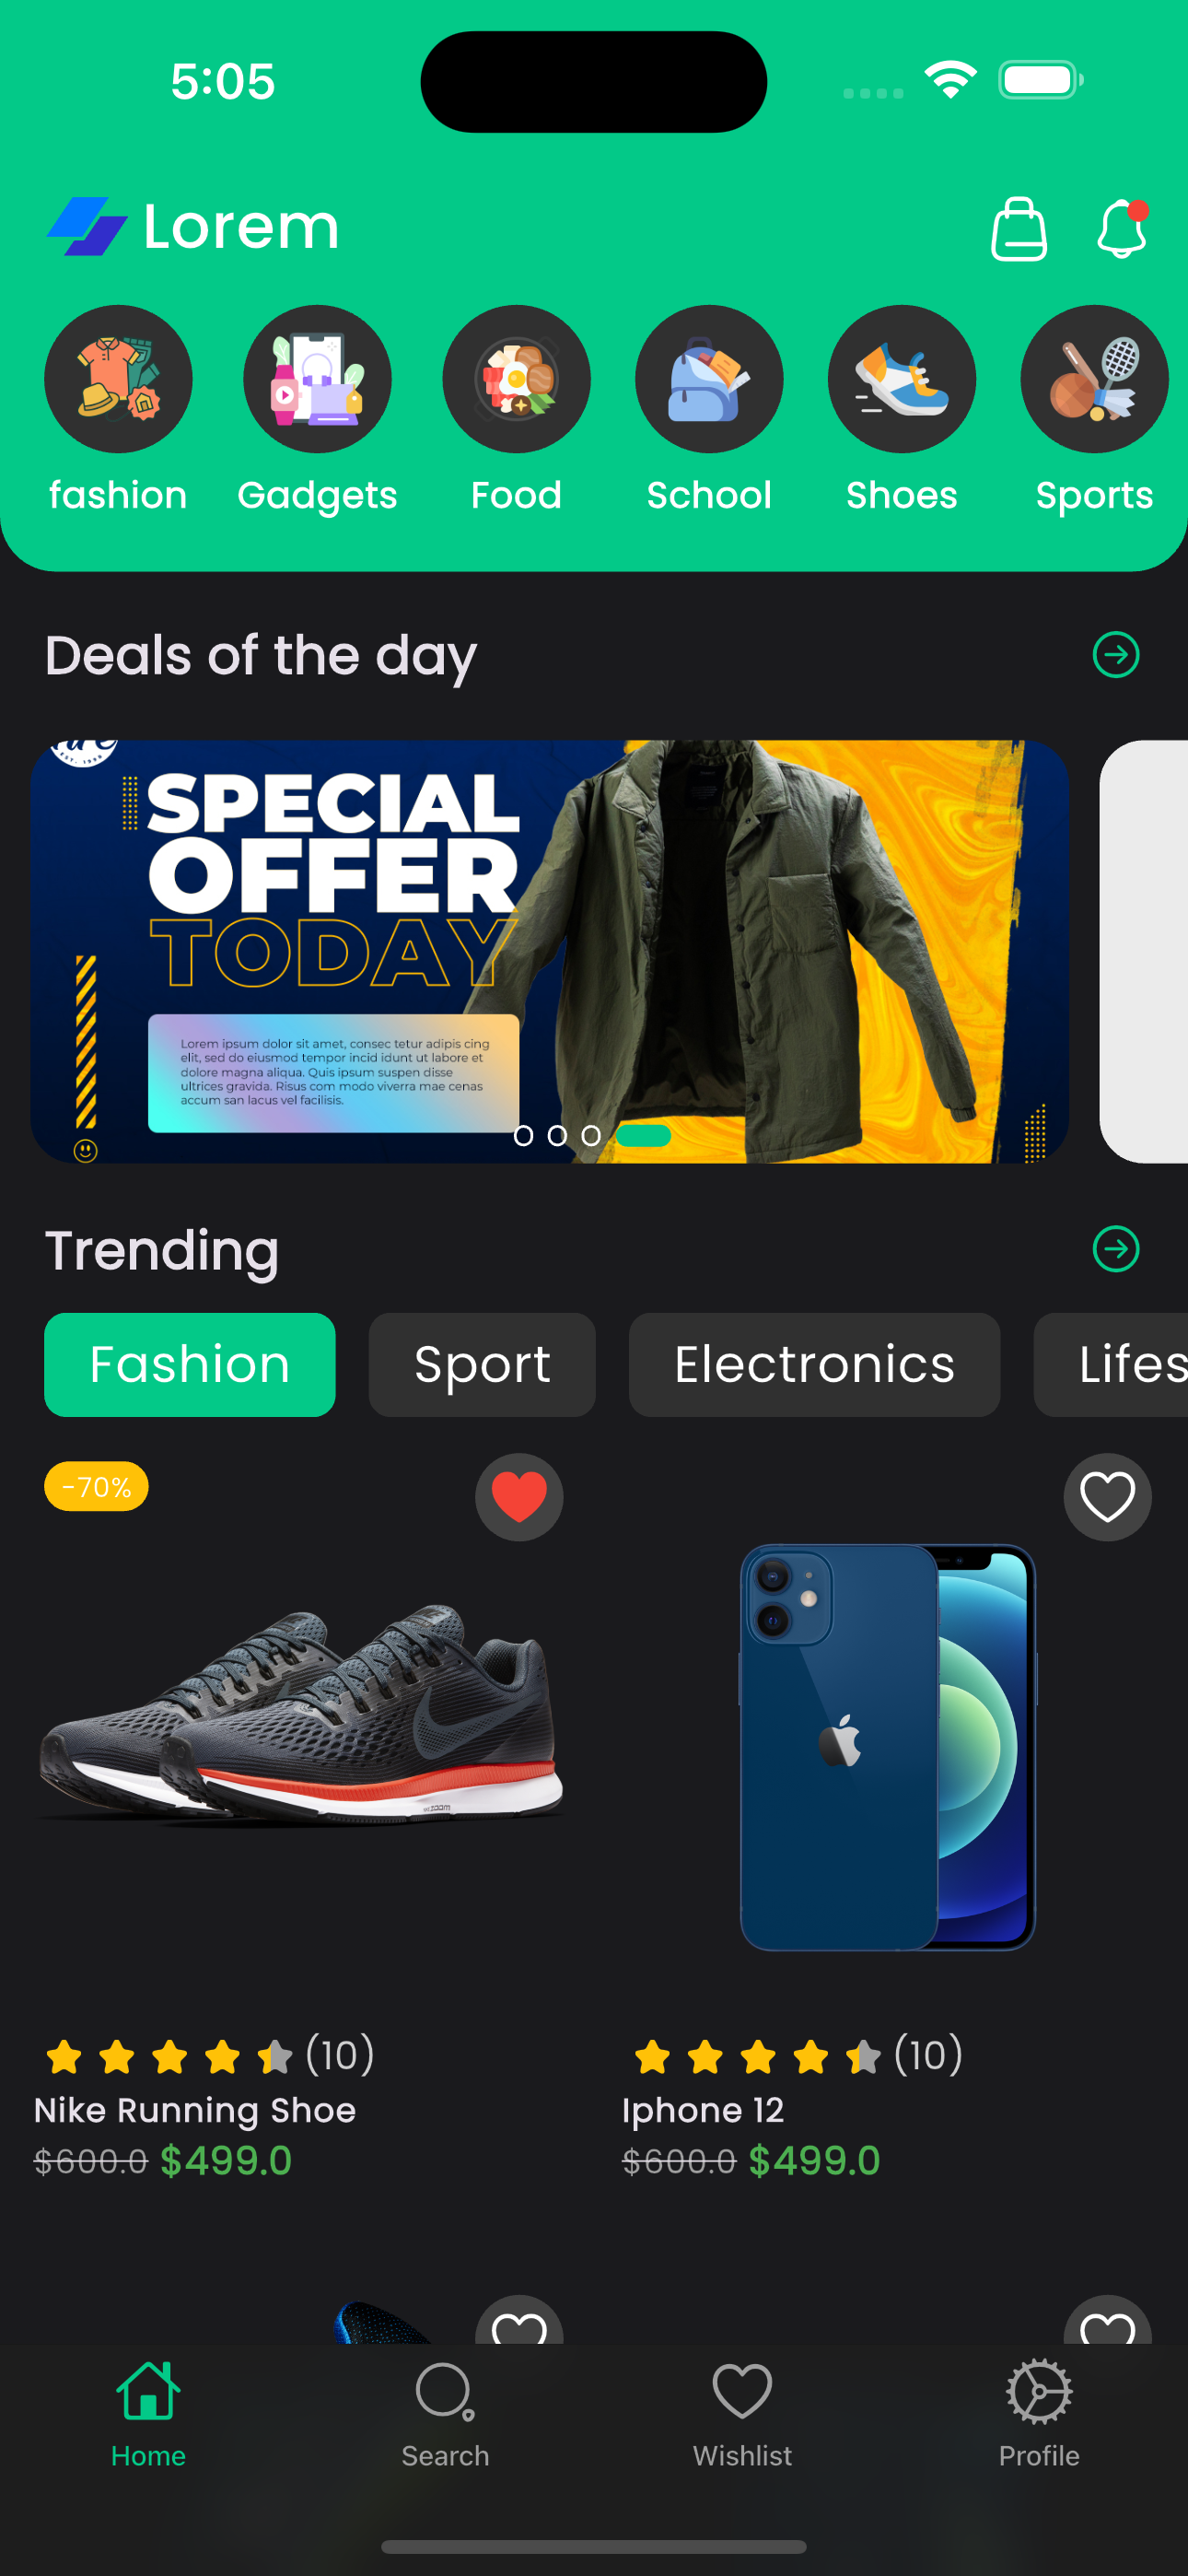 5:05
Lorem
fashion
Gadgets
Food
School
Shoes
Sports
Deals of the day
EST. 1998
SPECIAL
OFFER
TODAY
Lorem ipsum dolor sit amet, consec tetur adipis cing
elit, sed do eiusmod tempor incid idunt ut labore et
dolore magna aliqua. Quis ipsum suspen disse
ultrices gravida. Risus com modo viverra mae cenas
accum san lacus vel facilisis.
Trending
Fashion
Sport
Electronics
Lifes
-70%
(10)
(10)
Nike Running Shoe
Iphone 12
$600.0 $499.0
$600.0 $499.0
Home
Search
Wishlist
Profile